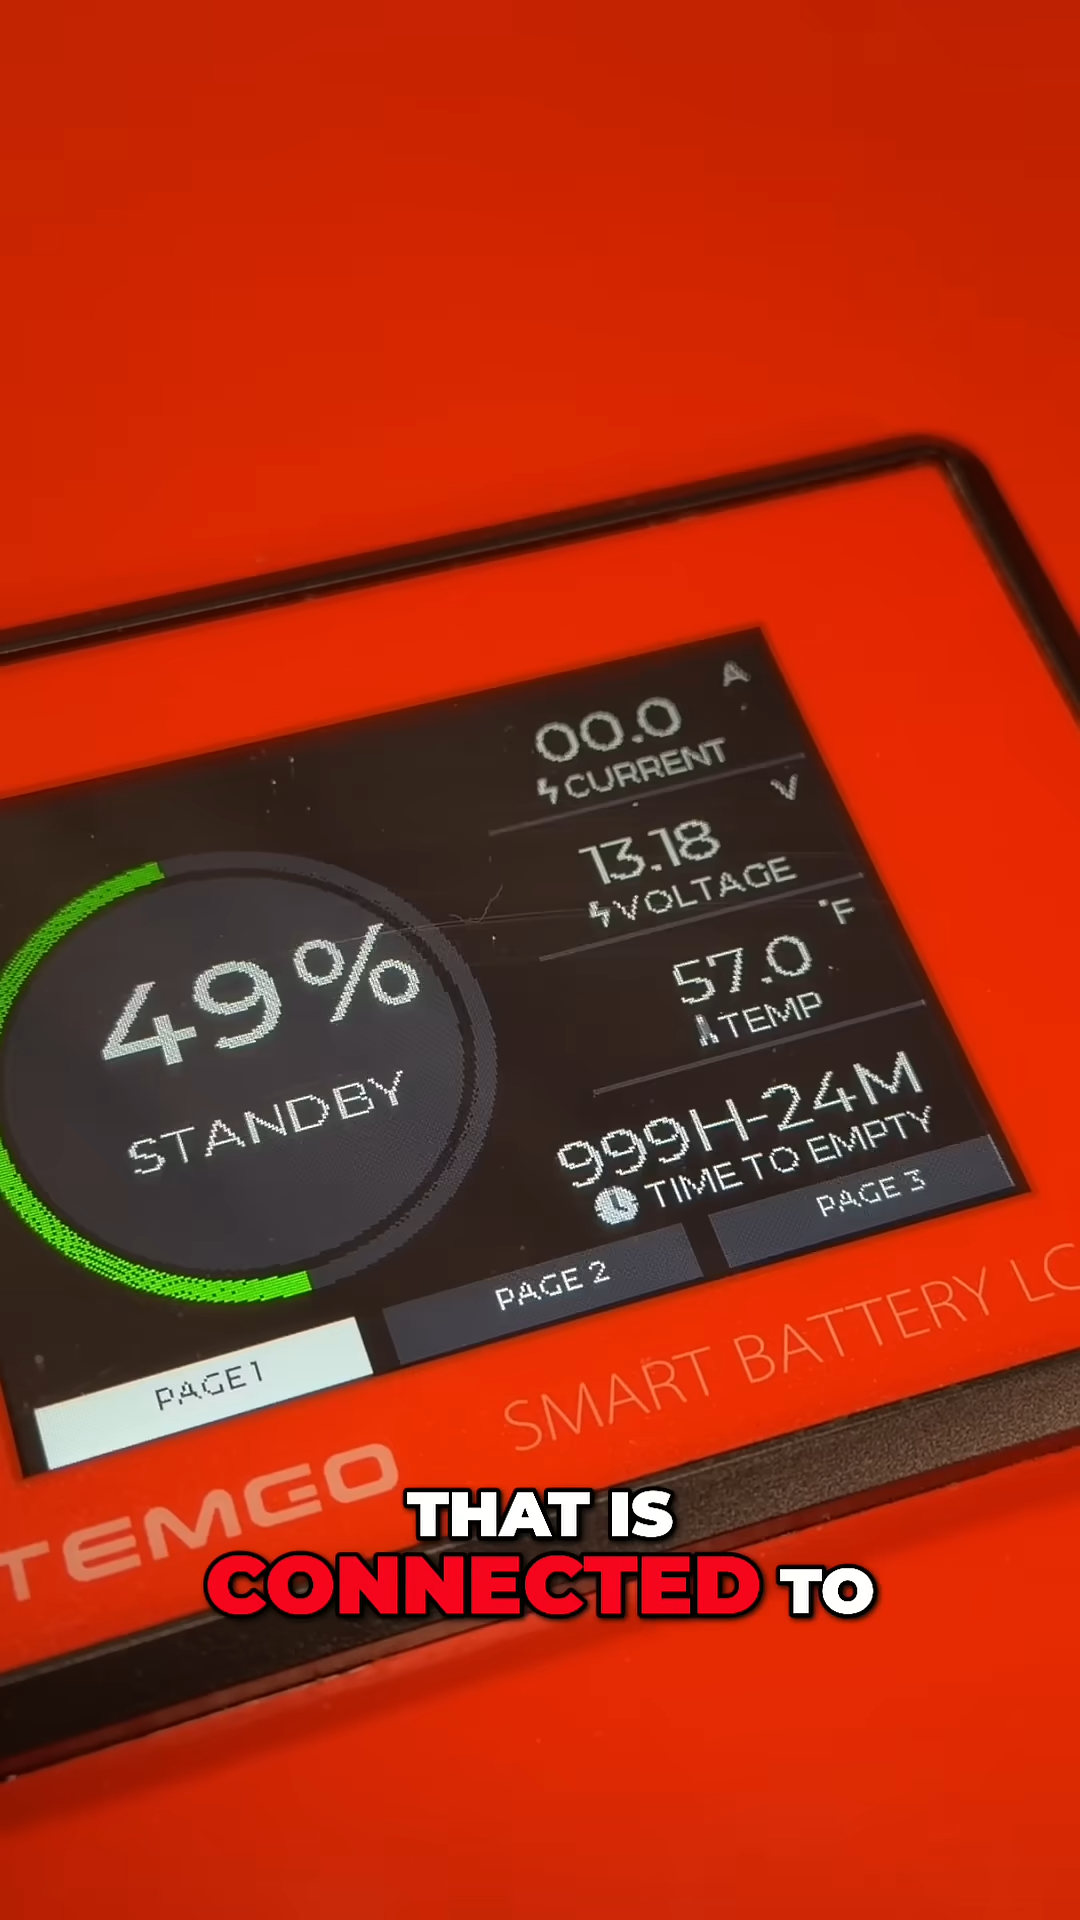 00.0 A
CURRENT
13.18 V
VOLTAGE
57.0 °F
TEMP
999H-24M
TIME TO EMPTY
49%
STANDBY
PAGE 1
PAGE 2
PAGE 3
SMART BATTERY
TEMGO
THAT IS
CONNECTED TO